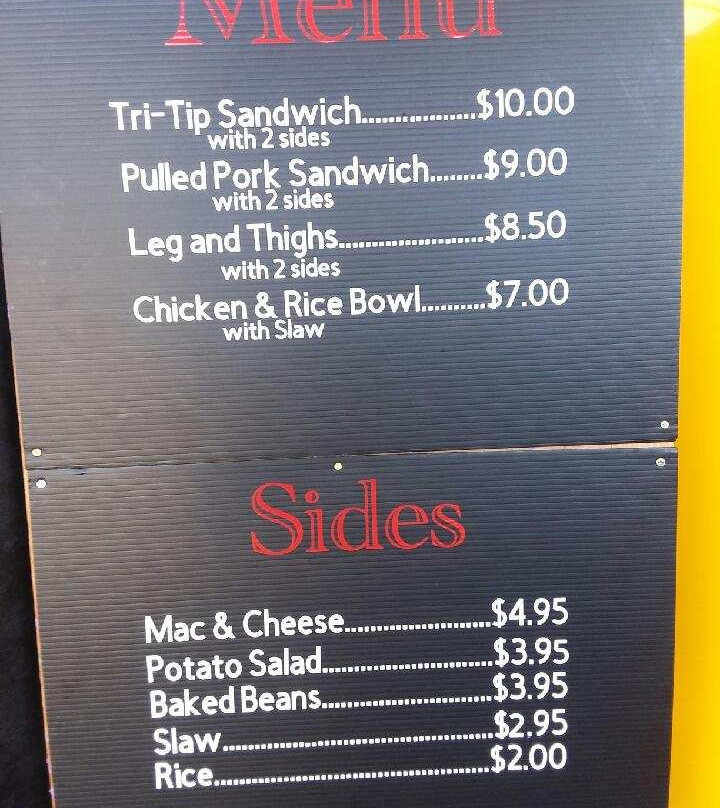 Menu
Tri-Tip Sandwich................$10.00
with 2 sides
Pulled Pork Sandwich........$9.00
with 2 sides
Leg and Thighs......................$8.50
with 2 sides
Chicken & Rice Bowl..........$7.00
with Slaw
Sides
Mac & Cheese......................$4.95
Potato Salad.........................$3.95
Baked Beans.........................$3.95
Slaw........................................$2.95
Rice.........................................$2.00